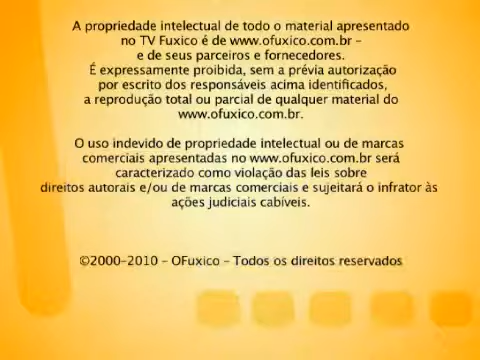 A propriedade intelectual de todo o material apresentado
no TV Fuxico é de www.ofuxico.com.br –
e de seus parceiros e fornecedores.
É expressamente proibida, sem a prévia autorização
por escrito dos responsáveis acima identificados,
a reprodução total ou parcial de qualquer material do
www.ofuxico.com.br.
O uso indevido de propriedade intelectual ou de marcas
comerciais apresentadas no www.ofuxico.com.br será
caracterizado como violação das leis sobre
direitos autorais e/ou de marcas comerciais e sujeitará o infrator às
ações judiciais cabíveis.
©2000-2010 – OFuxico – Todos os direitos reservados